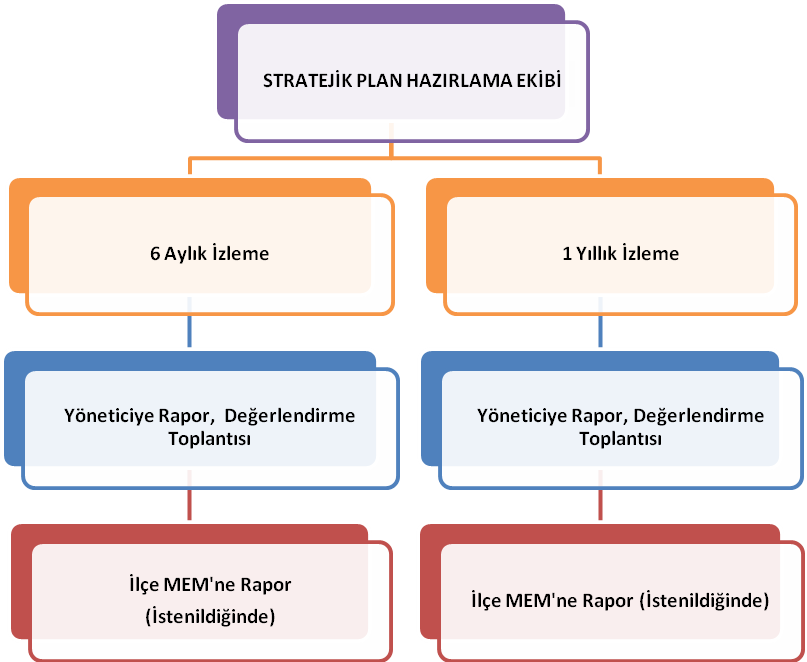 STRATEJİK PLAN HAZIRLAMA EKİBİ
6 Aylık İzleme
1 Yıllık İzleme
Yöneticiye Rapor, Değerlendirme
Toplantısı
Yöneticiye Rapor, Değerlendirme
Toplantısı
İlçe MEM'ne Rapor
(İstenildiğinde)
İlçe MEM'ne Rapor (İstenildiğinde)